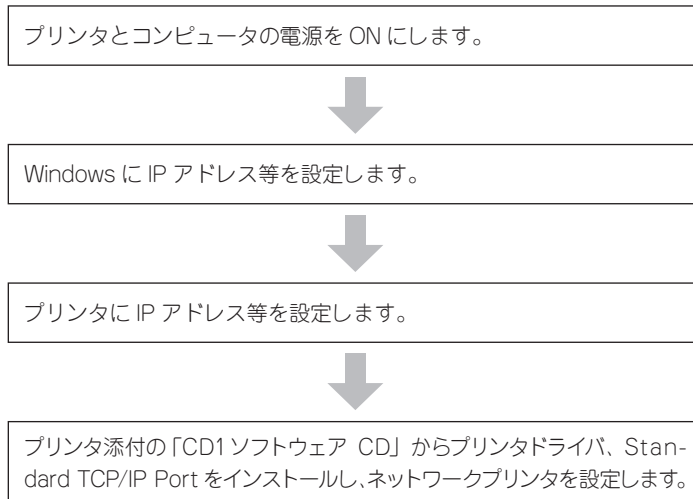 プリンタとコンピュータの電源を ON にします。
Windows に IP アドレス等を設定します。
プリンタに IP アドレス等を設定します。
プリンタ添付の「CD1ソフトウェア CD」からプリンタドライバ、Stan-
dard TCP/IP Port をインストールし、ネットワークプリンタを設定します。